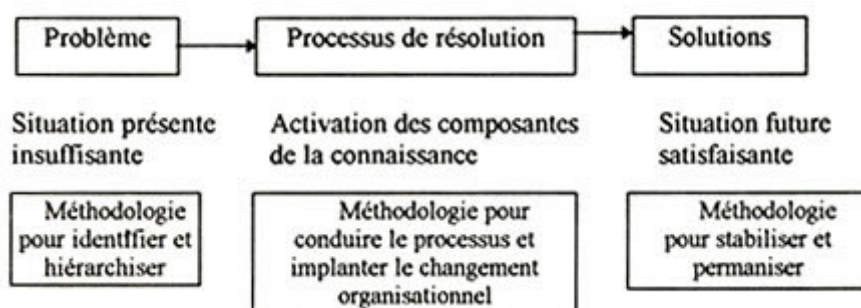 Problème
Processus de résolution
Solutions
Situation présente
insuffisante
Activation des composantes
de la connaissance
Situation future
satisfaisante
Méthodologie
pour identifier et
hiérarchiser
Méthodologie pour
conduire le processus et
implanter le changement
organisationnel
Méthodologie
pour stabiliser et
permaniser